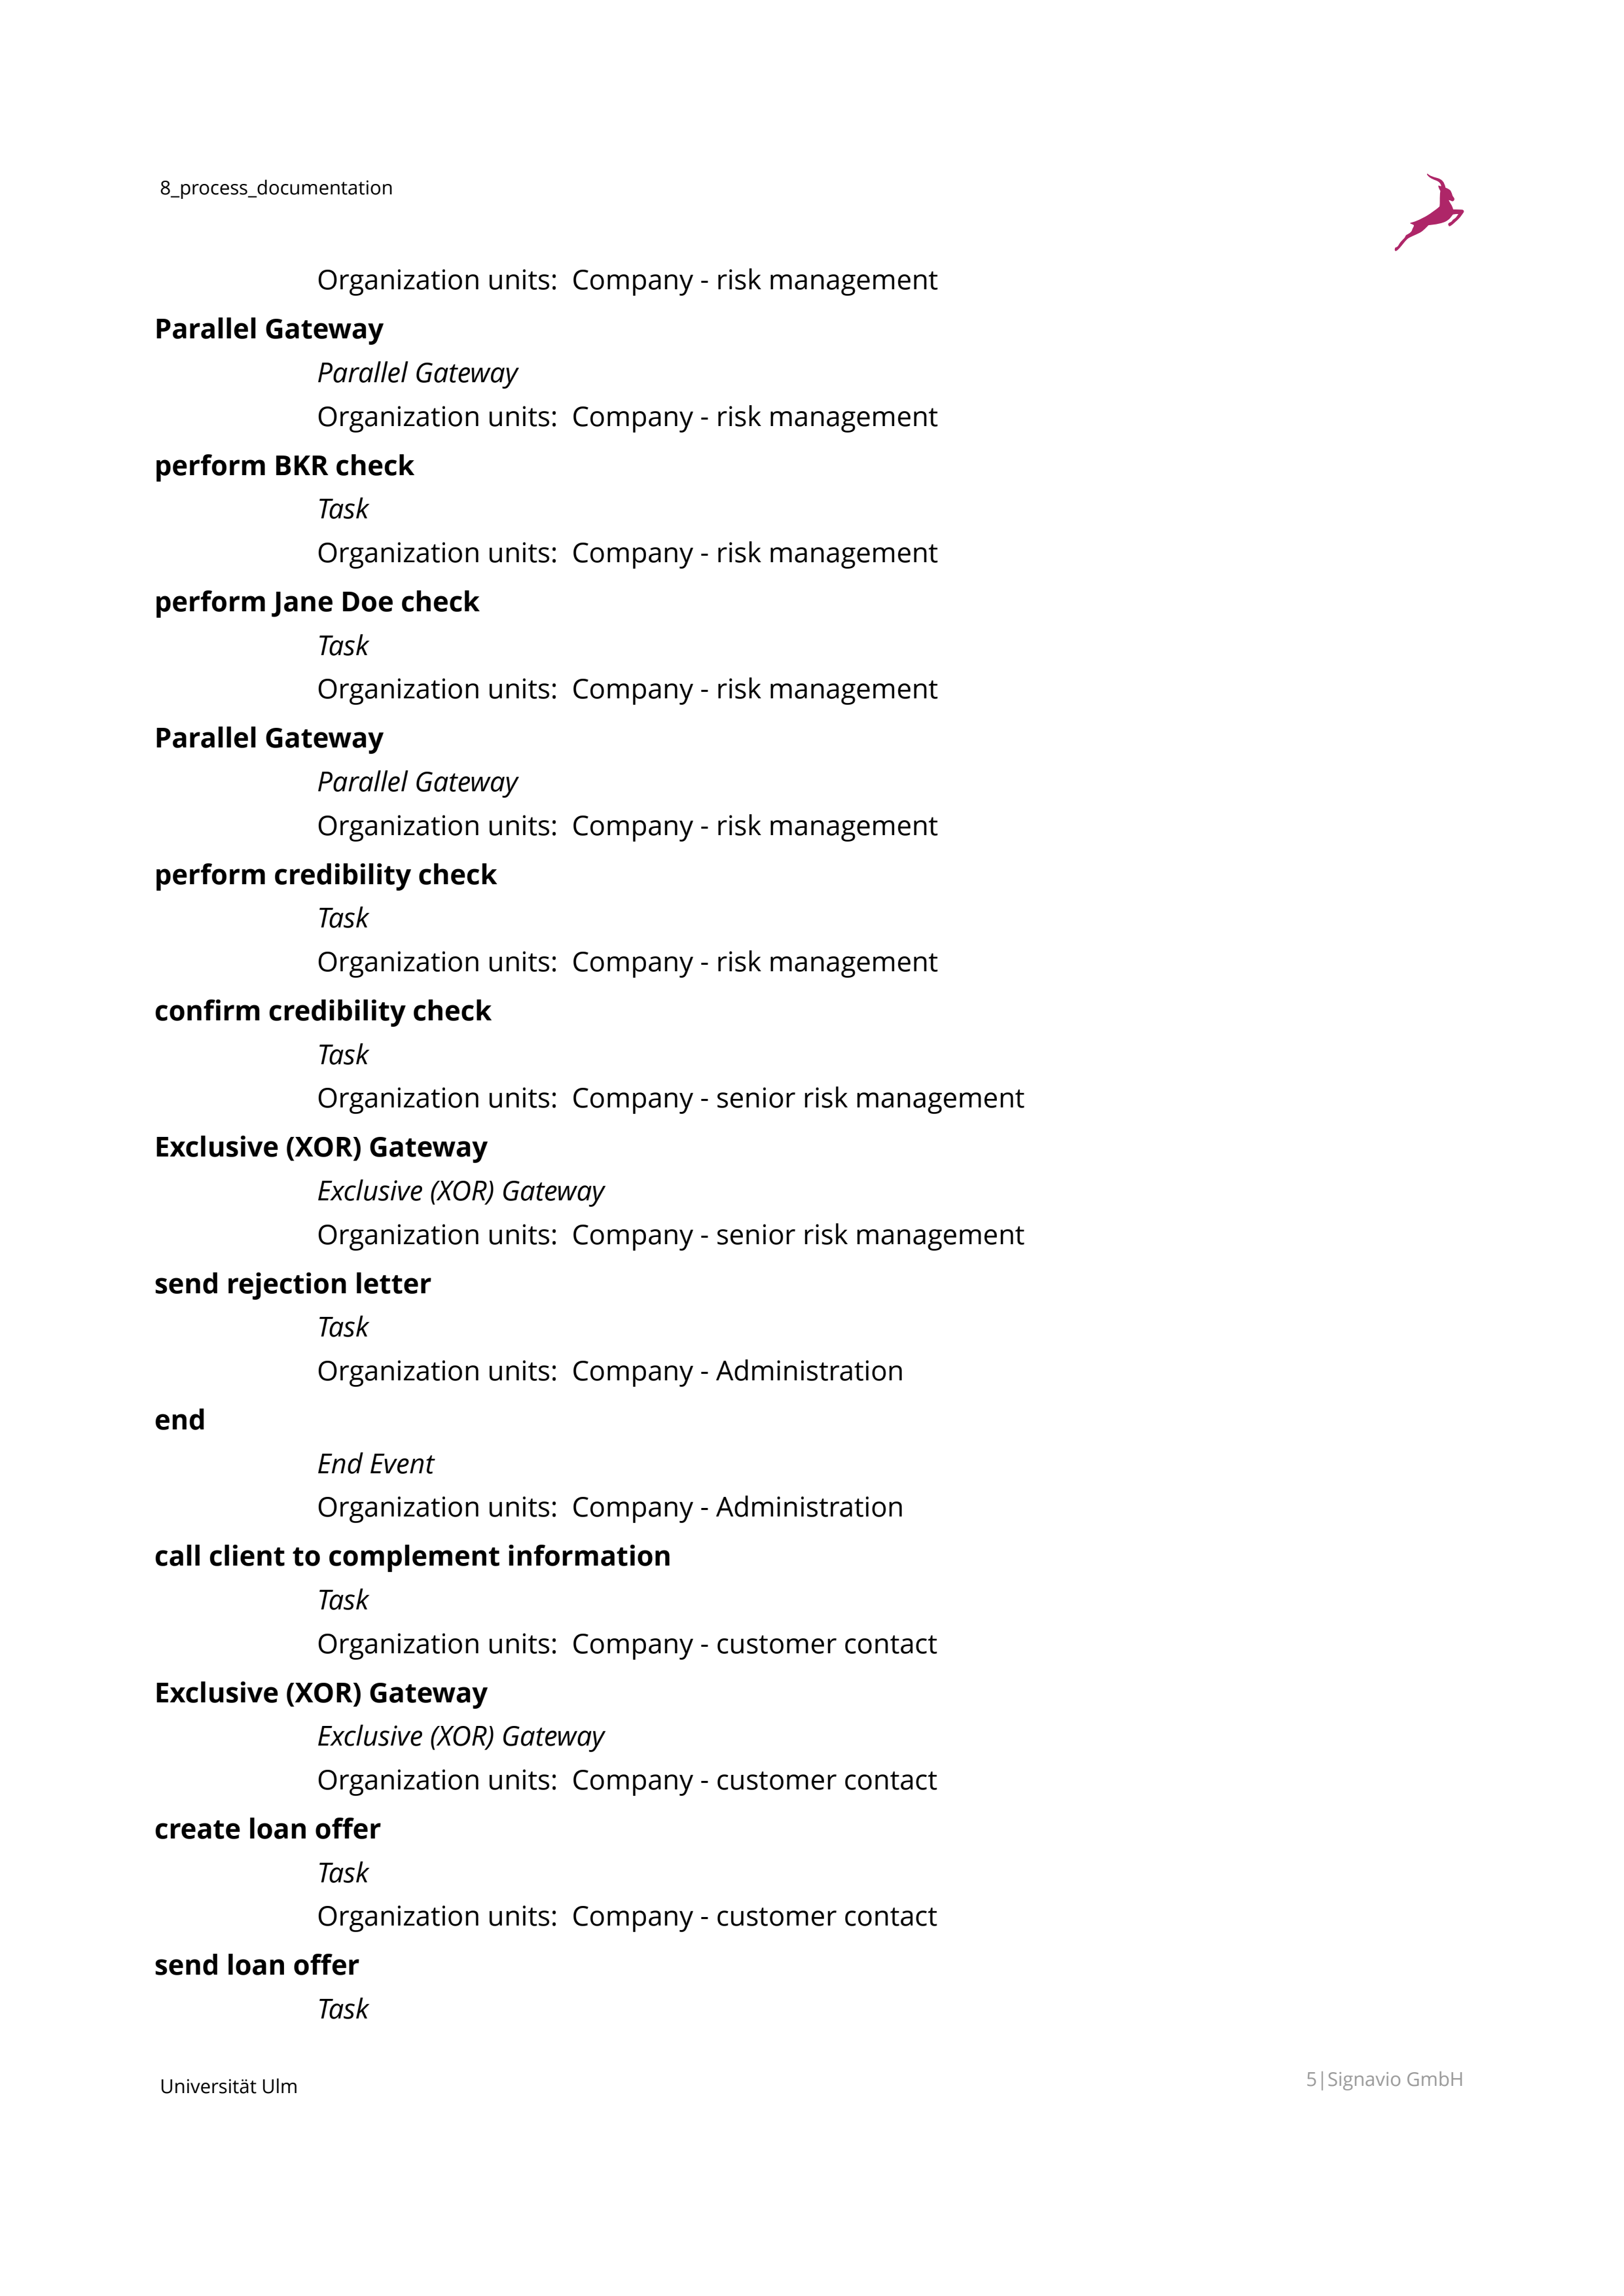 8_process_documentation
Organization units: Company - risk management
Parallel Gateway
Parallel Gateway
Organization units: Company - risk management
perform BKR check
Task
Organization units: Company - risk management
perform Jane Doe check
Task
Organization units: Company - risk management
Parallel Gateway
Parallel Gateway
Organization units: Company - risk management
perform credibility check
Task
Organization units: Company - risk management
confirm credibility check
Task
Organization units: Company - senior risk management
Exclusive (XOR) Gateway
Exclusive (XOR) Gateway
Organization units: Company - senior risk management
send rejection letter
Task
Organization units: Company - Administration
end
End Event
Organization units: Company - Administration
call client to complement information
Task
Organization units: Company - customer contact
Exclusive (XOR) Gateway
Exclusive (XOR) Gateway
Organization units: Company - customer contact
create loan offer
Task
Organization units: Company - customer contact
send loan offer
Task
Universität Ulm
5|Signavio GmbH